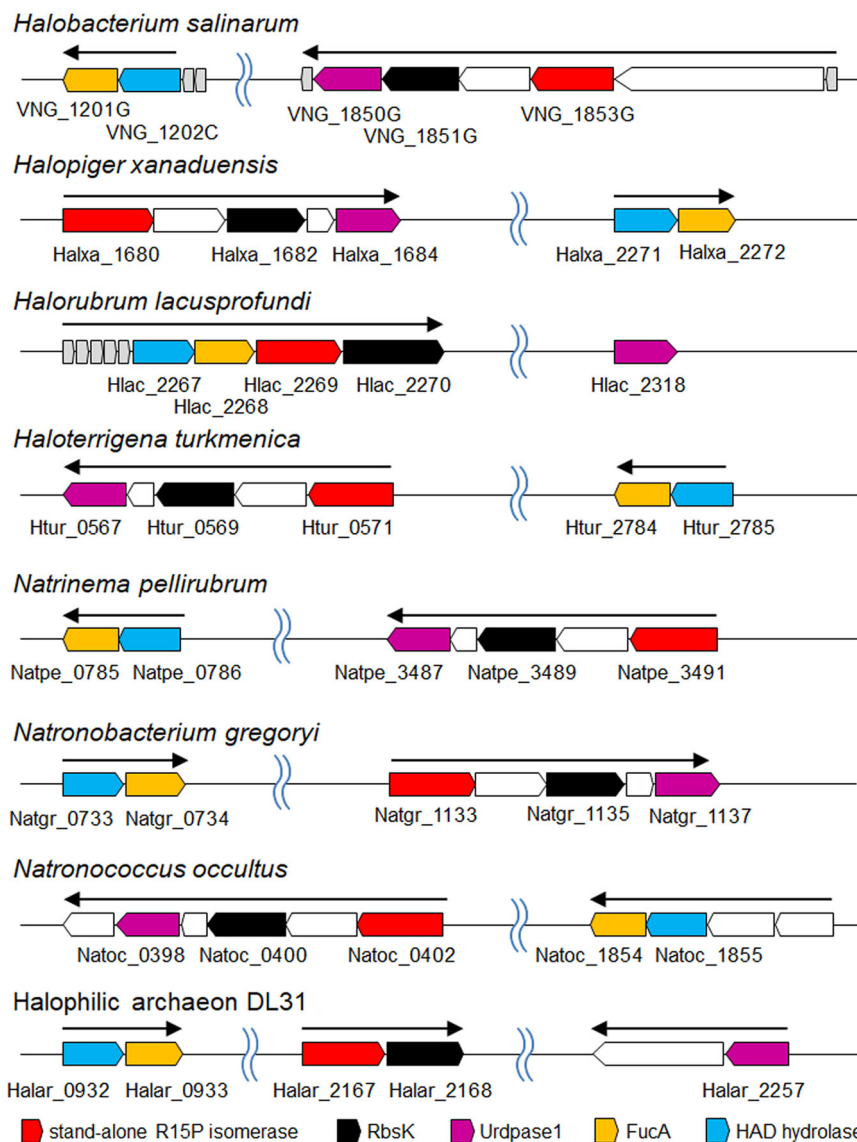 Halobacterium salinarum
VNG_1201G
VNG_1202C
VNG_1850G
VNG_1851G
VNG_1853G
Halopiger xanaduensis
Halxa_1680 Halxa_1682 Halxa_1684 Halxa_2271 Halxa_2272
Halorubrum lacusprofundi
Hlac_2267 Hlac_2269 Hlac_2270 Hlac_2318
Hlac_2268
Haloterrigena turkmenica
Htur_0567 Htur_0569 Htur_0571 Htur_2784 Htur_2785
Natrinema pellirubrum
Natpe_0785 Natpe_0786 Natpe_3487 Natpe_3489 Natpe_3491
Natronobacterium gregoryi
Natgr_0733 Natgr_0734 Natgr_1133 Natgr_1135 Natgr_1137
Natronococcus occultus
Natoc_0398 Natoc_0400 Natoc_0402 Natoc_1854 Natoc_1855
Halophilic archaeon DL31
Halar_0932 Halar_0933 Halar_2167 Halar_2168 Halar_2257
stand-alone R15P isomerase RbsK Urdpase1 FucA HAD hydrolase